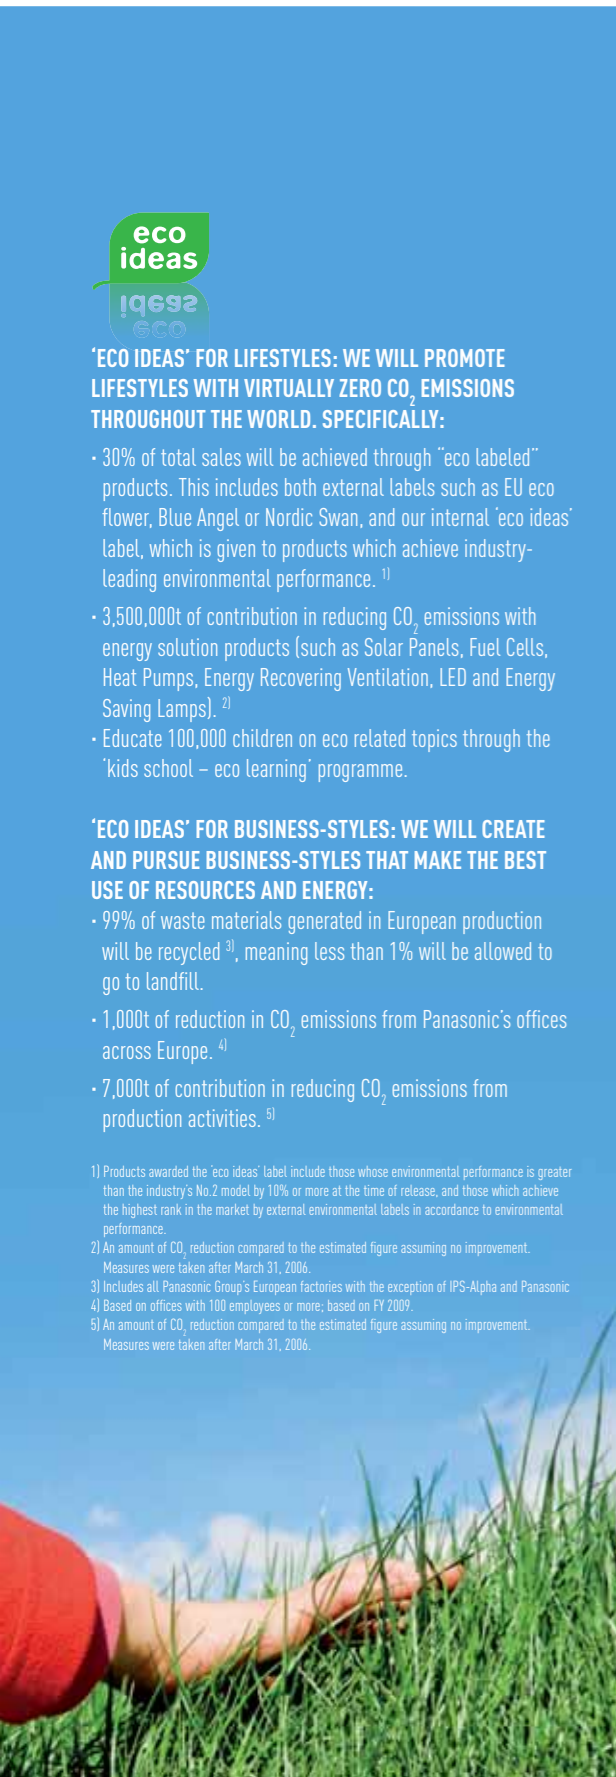 eco
ideas
‘ECO IDEAS’ FOR LIFESTYLES: WE WILL PROMOTE
LIFESTYLES WITH VIRTUALLY ZERO CO₂ EMISSIONS
THROUGHOUT THE WORLD. SPECIFICALLY:
· 30% of total sales will be achieved through “eco labeled”
products. This includes both external labels such as EU eco
flower, Blue Angel or Nordic Swan, and our internal ‘eco ideas’
label, which is given to products which achieve industry-
leading environmental performance. 1)
· 3,500,000t of contribution in reducing CO₂ emissions with
energy solution products (such as Solar Panels, Fuel Cells,
Heat Pumps, Energy Recovering Ventilation, LED and Energy
Saving Lamps). 2)
· Educate 100,000 children on eco related topics through the
‘kids school – eco learning’ programme.
‘ECO IDEAS’ FOR BUSINESS-STYLES: WE WILL CREATE
AND PURSUE BUSINESS-STYLES THAT MAKE THE BEST
USE OF RESOURCES AND ENERGY:
· 99% of waste materials generated in European production
will be recycled 3), meaning less than 1% will be allowed to
go to landfill.
· 1,000t of reduction in CO₂ emissions from Panasonic’s offices
across Europe. 4)
· 7,000t of contribution in reducing CO₂ emissions from
production activities. 5)
1) Products awarded the ‘eco ideas’ label include those whose environmental performance is greater
than the industry’s No.2 model by 10% or more at the time of release, and those which achieve
the highest rank in the market by external environmental labels in accordance to environmental
performance.
2) An amount of CO₂ reduction compared to the estimated figure assuming no improvement.
Measures were taken after March 31, 2006.
3) Includes all Panasonic Group’s European factories with the exception of IPS-Alpha and Panasonic
4) Based on offices with 100 employees or more; based on FY 2009.
5) An amount of CO₂ reduction compared to the estimated figure assuming no improvement.
Measures were taken after March 31, 2006.